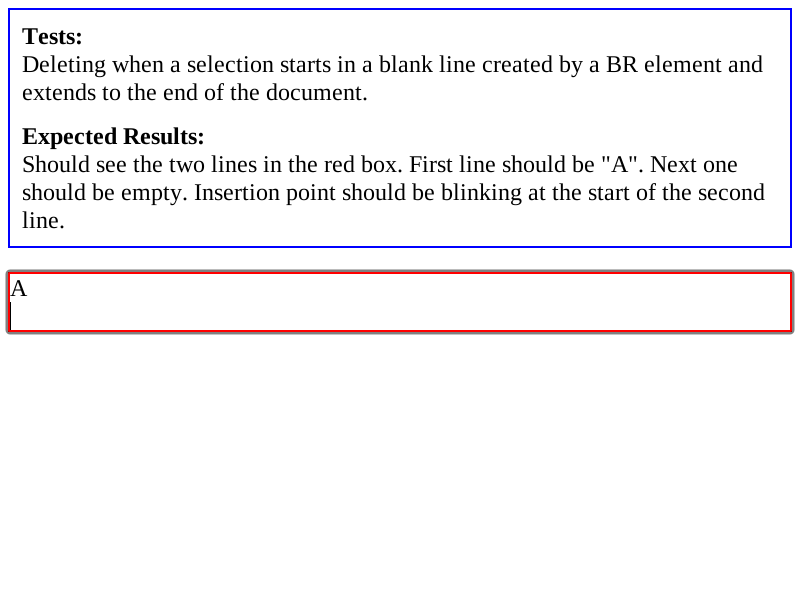 Tests:
Deleting when a selection starts in a blank line created by a BR element and
extends to the end of the document.
Expected Results:
Should see the two lines in the red box. First line should be "A". Next one
should be empty. Insertion point should be blinking at the start of the second
line.
A